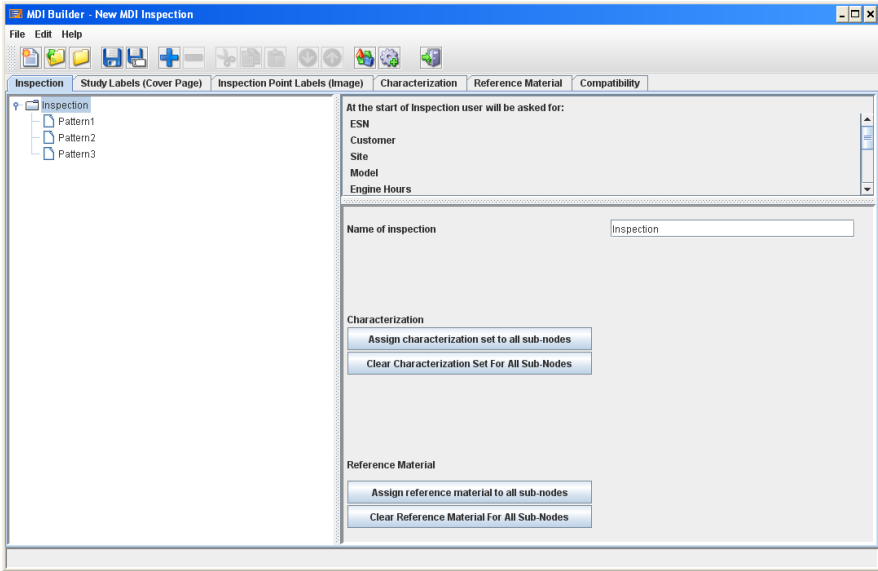 MDI Builder - New MDI Inspection
File Edit Help
Inspection Study Labels (Cover Page) Inspection Point Labels (Image) Characterization Reference Material Compatibility
Inspection
Pattern1
Pattern2
Pattern3
At the start of Inspection user will be asked for:
ESN
Customer
Site
Model
Engine Hours
Name of inspection Inspection
Characterization
Assign characterization set to all sub-nodes
Clear Characterization Set For All Sub-Nodes
Reference Material
Assign reference material to all sub-nodes
Clear Reference Material For All Sub-Nodes